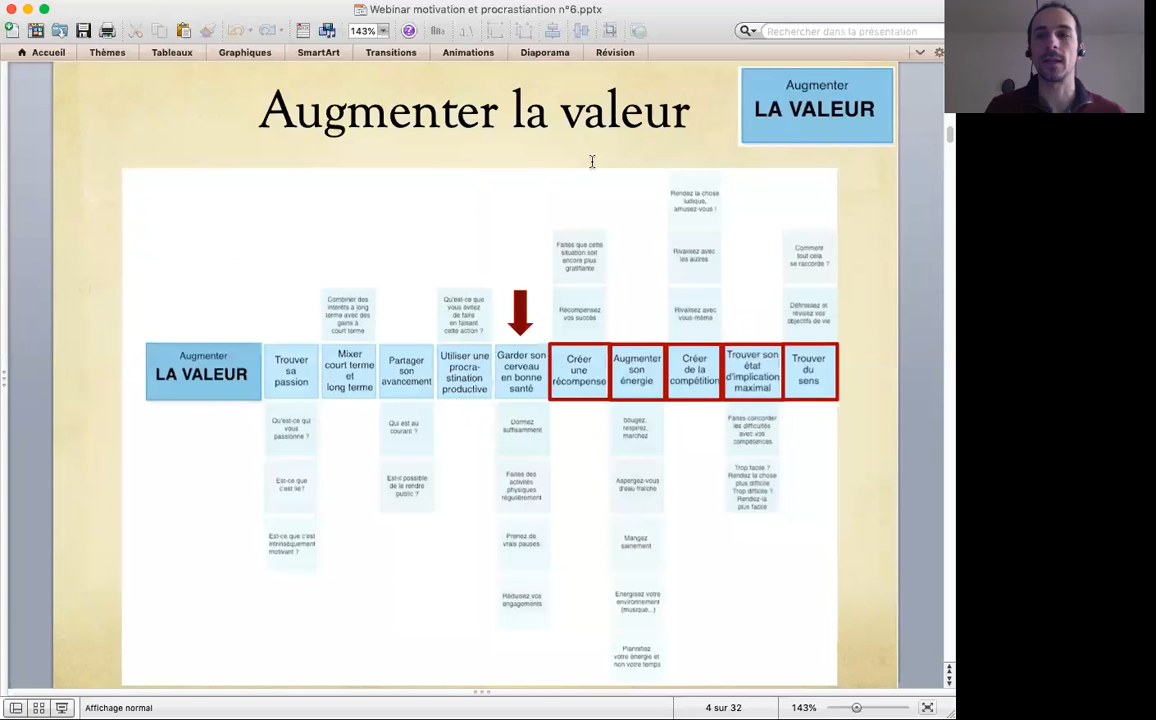 Webinar motivation et procrastiantion n°6.pptx
143%
Rechercher dans la présentation
Accueil
Thèmes
Tableaux
Graphiques
SmartArt
Transitions
Animations
Diaporama
Révision
Augmenter la valeur
Augmenter
LA VALEUR
Rendez la chose
ludique,
amusez-vous !
Faites que cette
situation soit
encore plus
gratifiante
Rivalisez avec
les autres
Comment
tout cela
se raccorde ?
Combiner des
intérêts à long
terme avec des
gains à
court terme
Qu'est-ce que
vous évitez
de faire
en faisant
cette action ?
Récompensez
vos succès
Rivalisez avec
vous-même
Définissez et
révisez vos
objectifs de vie
Augmenter
LA VALEUR
Trouver
sa
passion
Mixer
court terme
et
long terme
Partager
son
avancement
Utiliser une
procra-
stination
productive
Garder son
cerveau
en bonne
santé
Créer
une
récompense
Augmenter
son
énergie
Créer
de la
compétition
Trouver son
état
d'implication
maximal
Trouver
du
sens
Qu'est-ce qui
vous
passionne ?
Qui est au
courant ?
Dormez
suffisamment
bougez,
respirez,
marchez
Faites concorder
les difficultés
avec vos
compétences
Est-ce que
c'est lié?
Est-il possible
de le rendre
public ?
Faites des
activités
physiques
régulièrement
Aspergez-vous
d'eau fraîche
Trop facile ?
Rendez la chose
plus difficile
Trop difficile ?
Rendez-la
plus facile
Est-ce que c'est
intrinsèquement
motivant ?
Prenez de
vrais pauses
Mangez
sainement
Réduisez vos
engagements
Energisez votre
environnement
(musique...)
Plannifiez
votre énergie et
non votre temps
Affichage normal
4 sur 32
143%